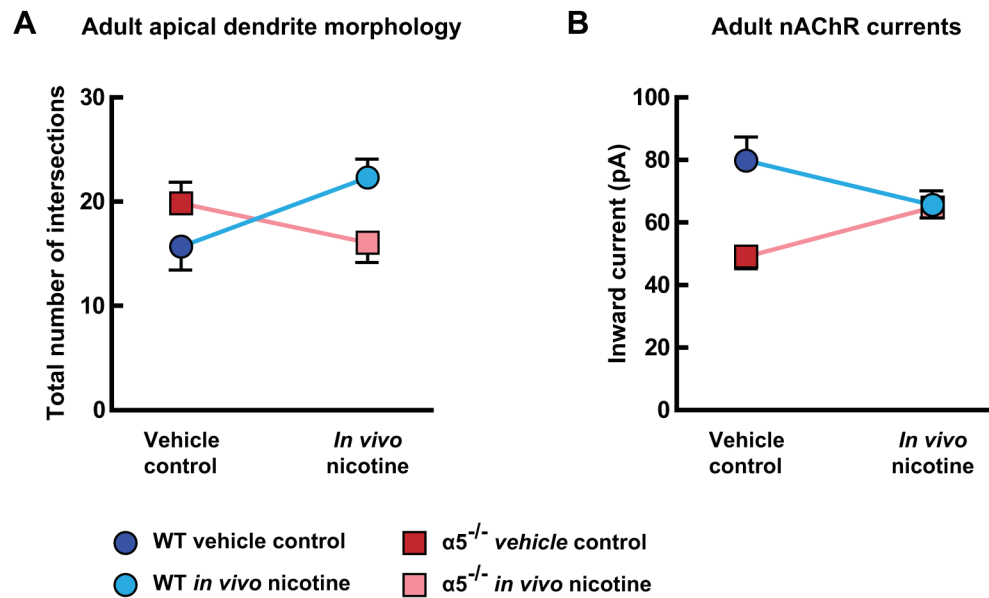 A Adult apical dendrite morphology
Total number of intersections
30
20
10
0
Vehicle control
In vivo nicotine
B Adult nAChR currents
Inward current (pA)
100
80
60
40
20
0
Vehicle control
In vivo nicotine
WT vehicle control
WT in vivo nicotine
α5-/- vehicle control
α5-/- in vivo nicotine